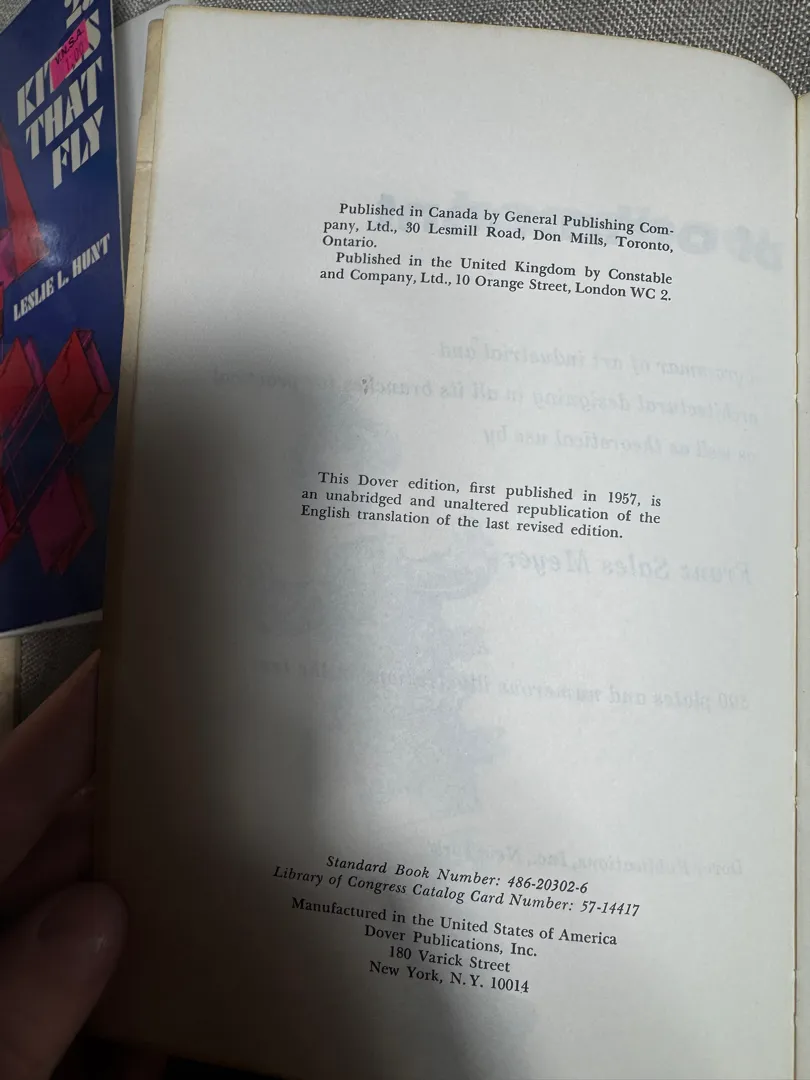 V.N.S.A.
1.00
THAT
FLY
LESLIE L. HUNT
Published in Canada by General Publishing Com-
pany, Ltd., 30 Lesmill Road, Don Mills, Toronto,
Ontario.
Published in the United Kingdom by Constable
and Company, Ltd., 10 Orange Street, London WC 2.
This Dover edition, first published in 1957, is
an unabridged and unaltered republication of the
English translation of the last revised edition.
Standard Book Number: 486-20302-6
Library of Congress Catalog Card Number: 57-14417
Manufactured in the United States of America
Dover Publications, Inc.
180 Varick Street
New York, N. Y. 10014